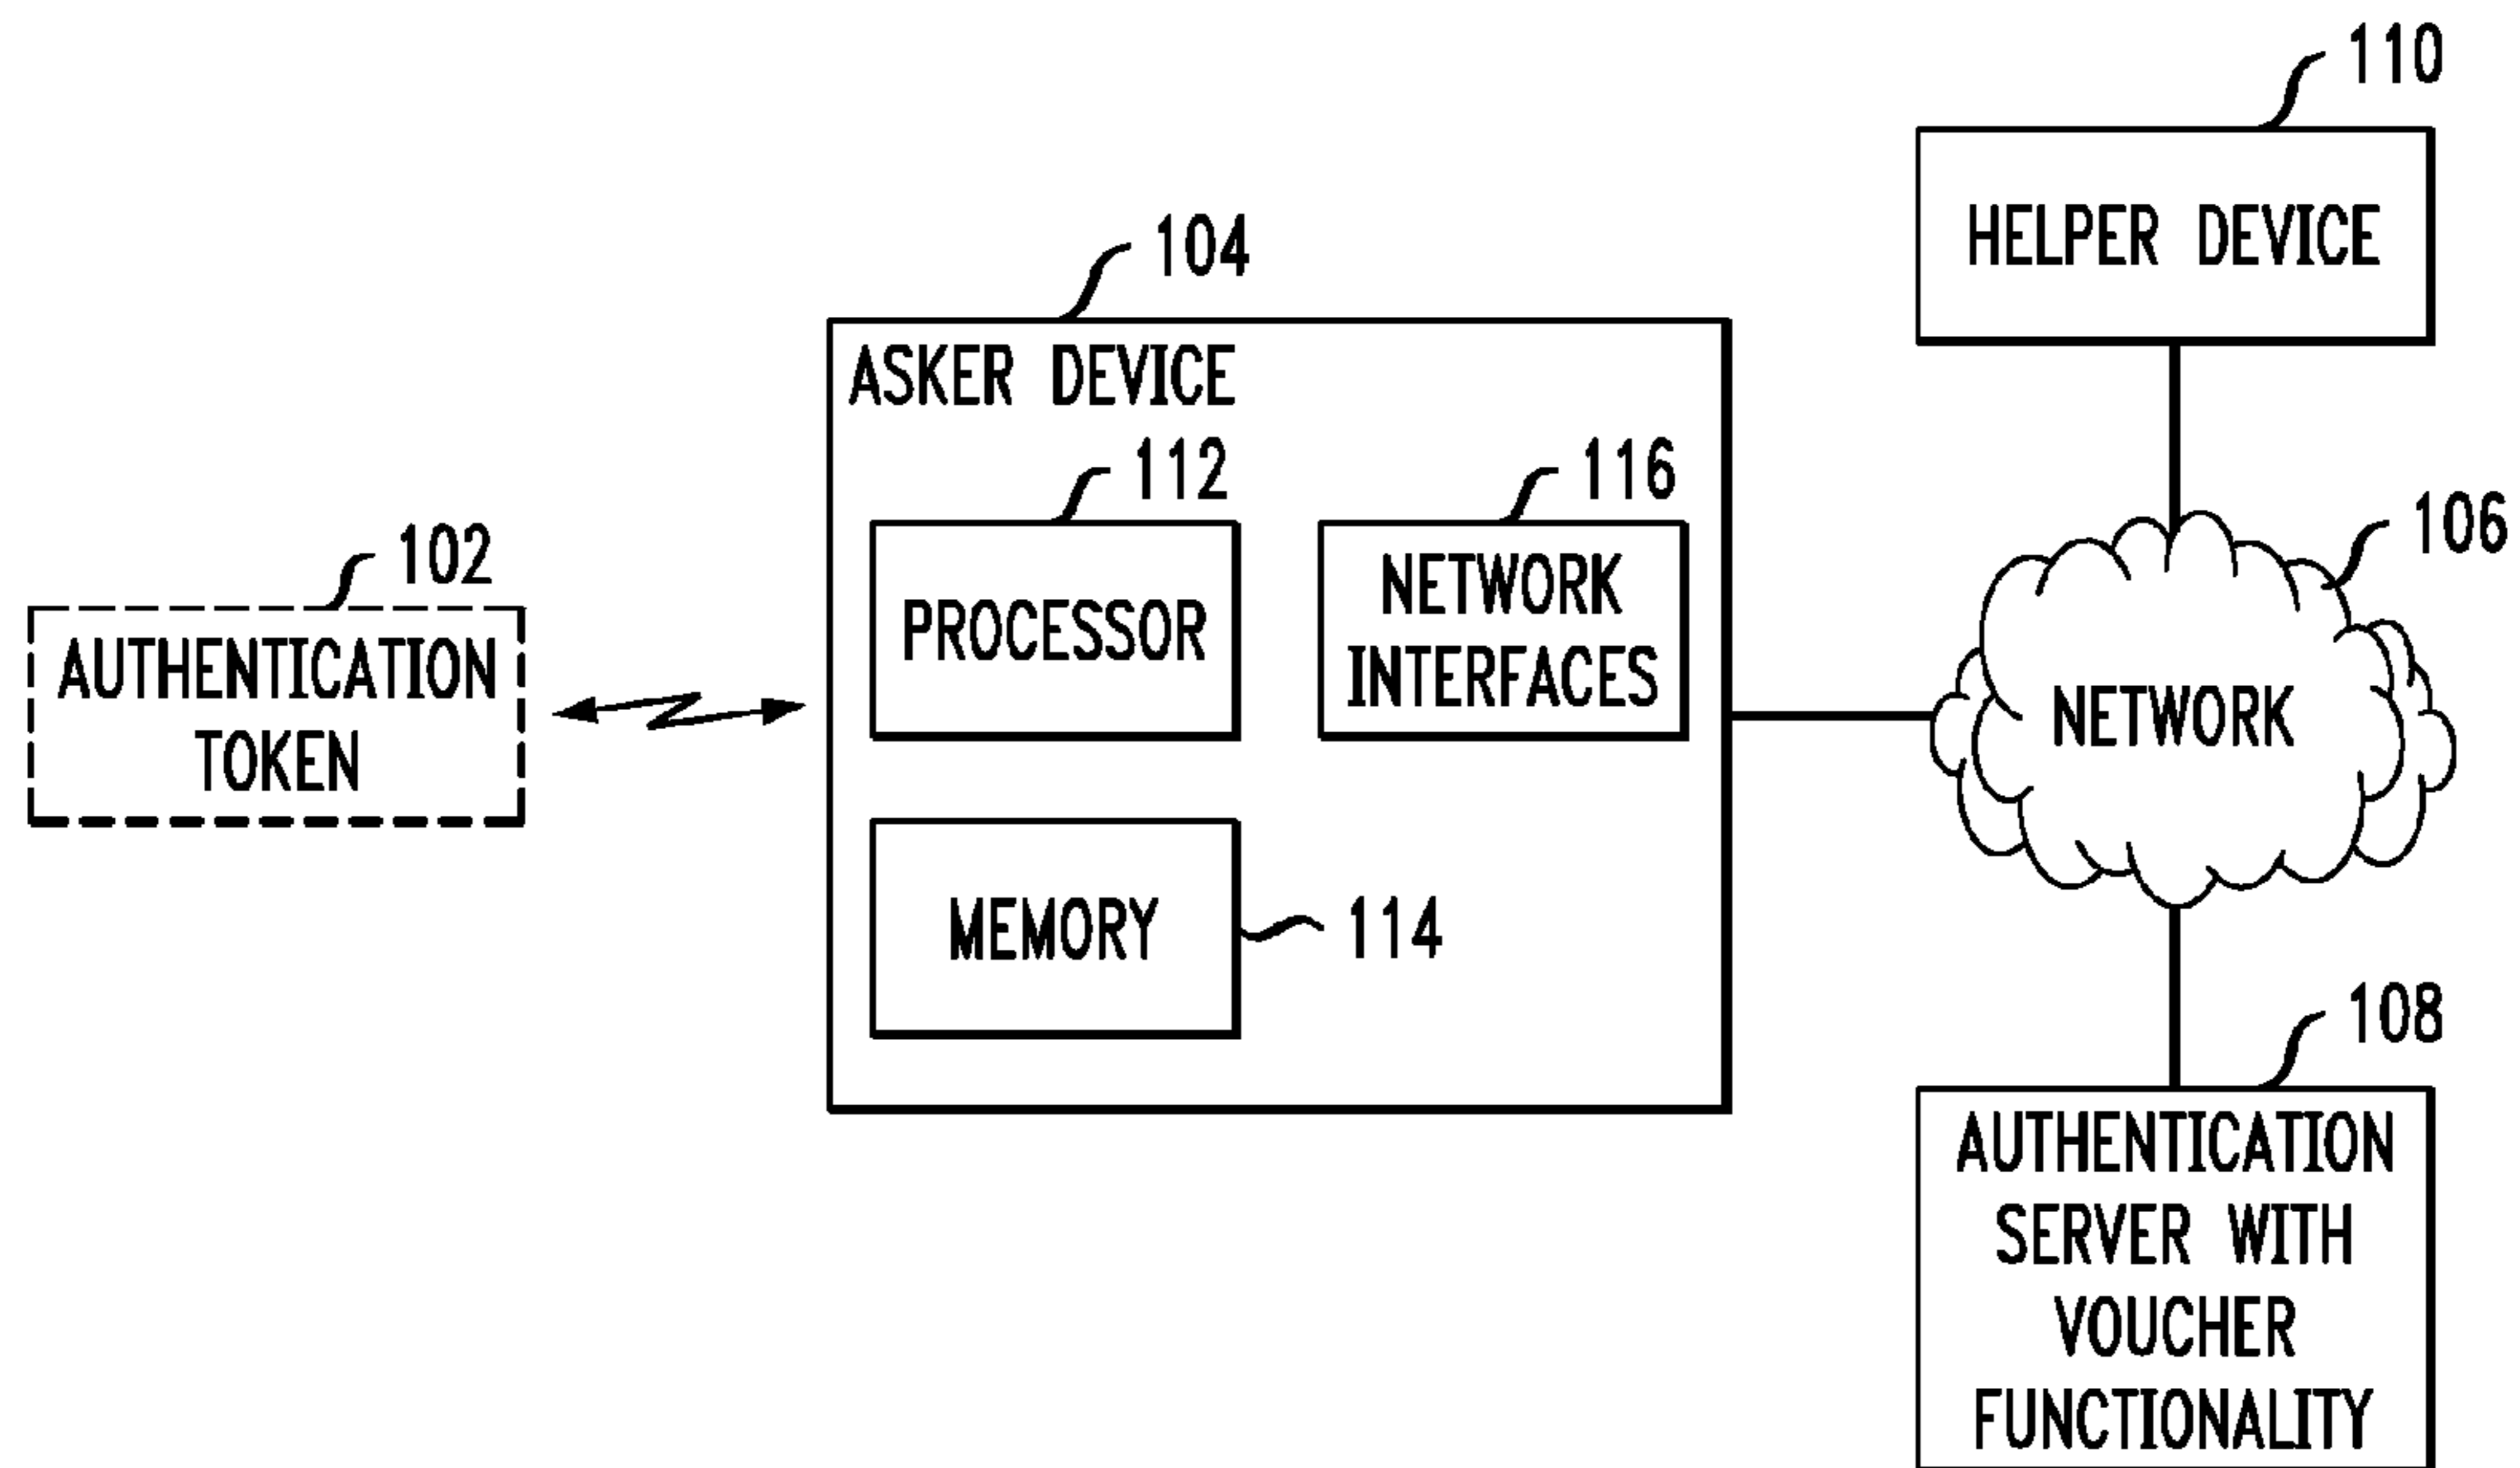 110
HELPER DEVICE
104
ASKER DEVICE
112
116
PROCESSOR
NETWORK
INTERFACES
MEMORY
114
102
AUTHENTICATION
TOKEN
106
NETWORK
108
AUTHENTICATION
SERVER WITH
VOUCHER
FUNCTIONALITY